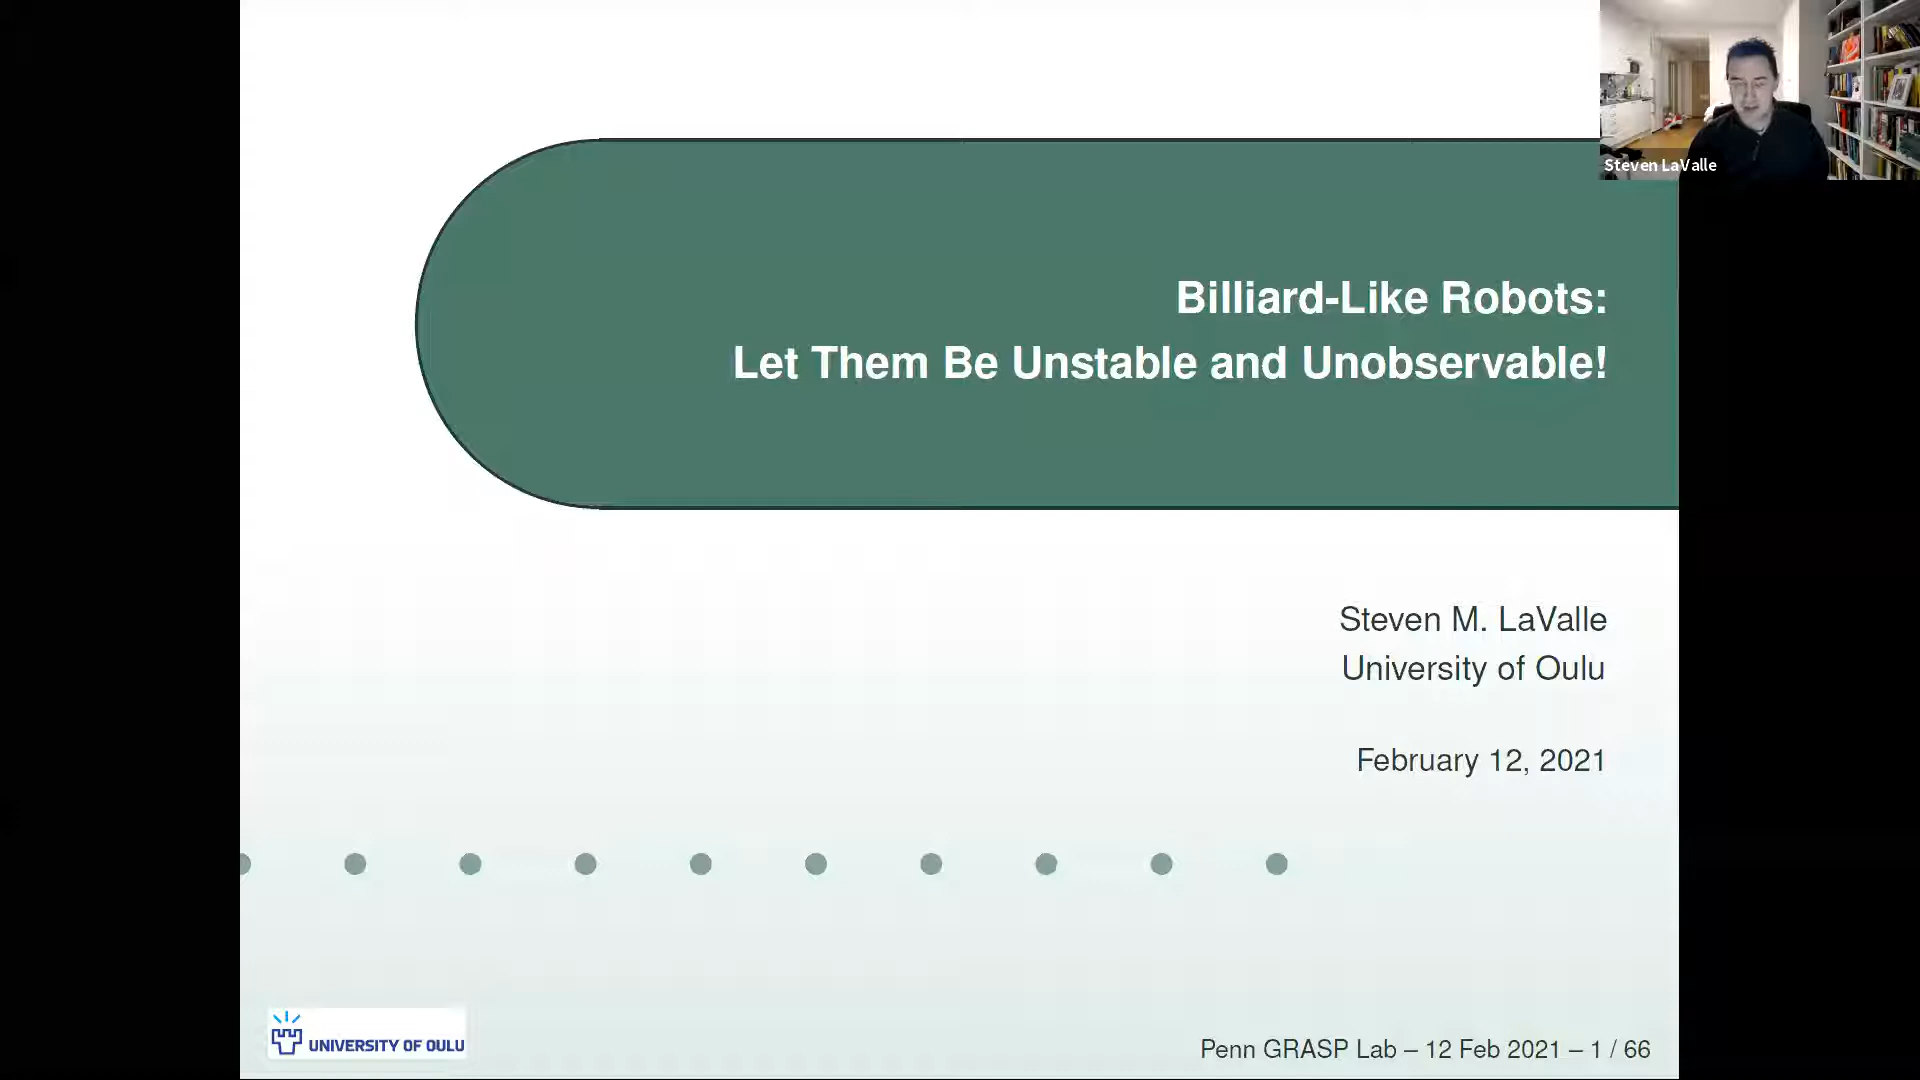 Steven LaValle
Billiard-Like Robots:
Let Them Be Unstable and Unobservable!
Steven M. LaValle
University of Oulu
February 12, 2021
UNIVERSITY OF OULU
Penn GRASP Lab – 12 Feb 2021 – 1 / 66